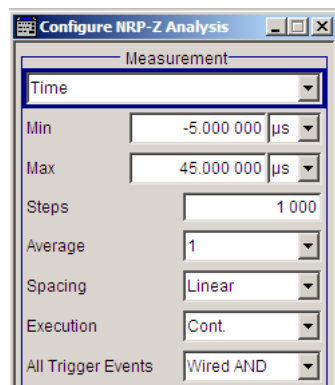 Configure NRP-Z Analysis
Measurement
Time
Min -5.000 000 µs
Max 45.000 000 µs
Steps 1 000
Average 1
Spacing Linear
Execution Cont.
All Trigger Events Wired AND